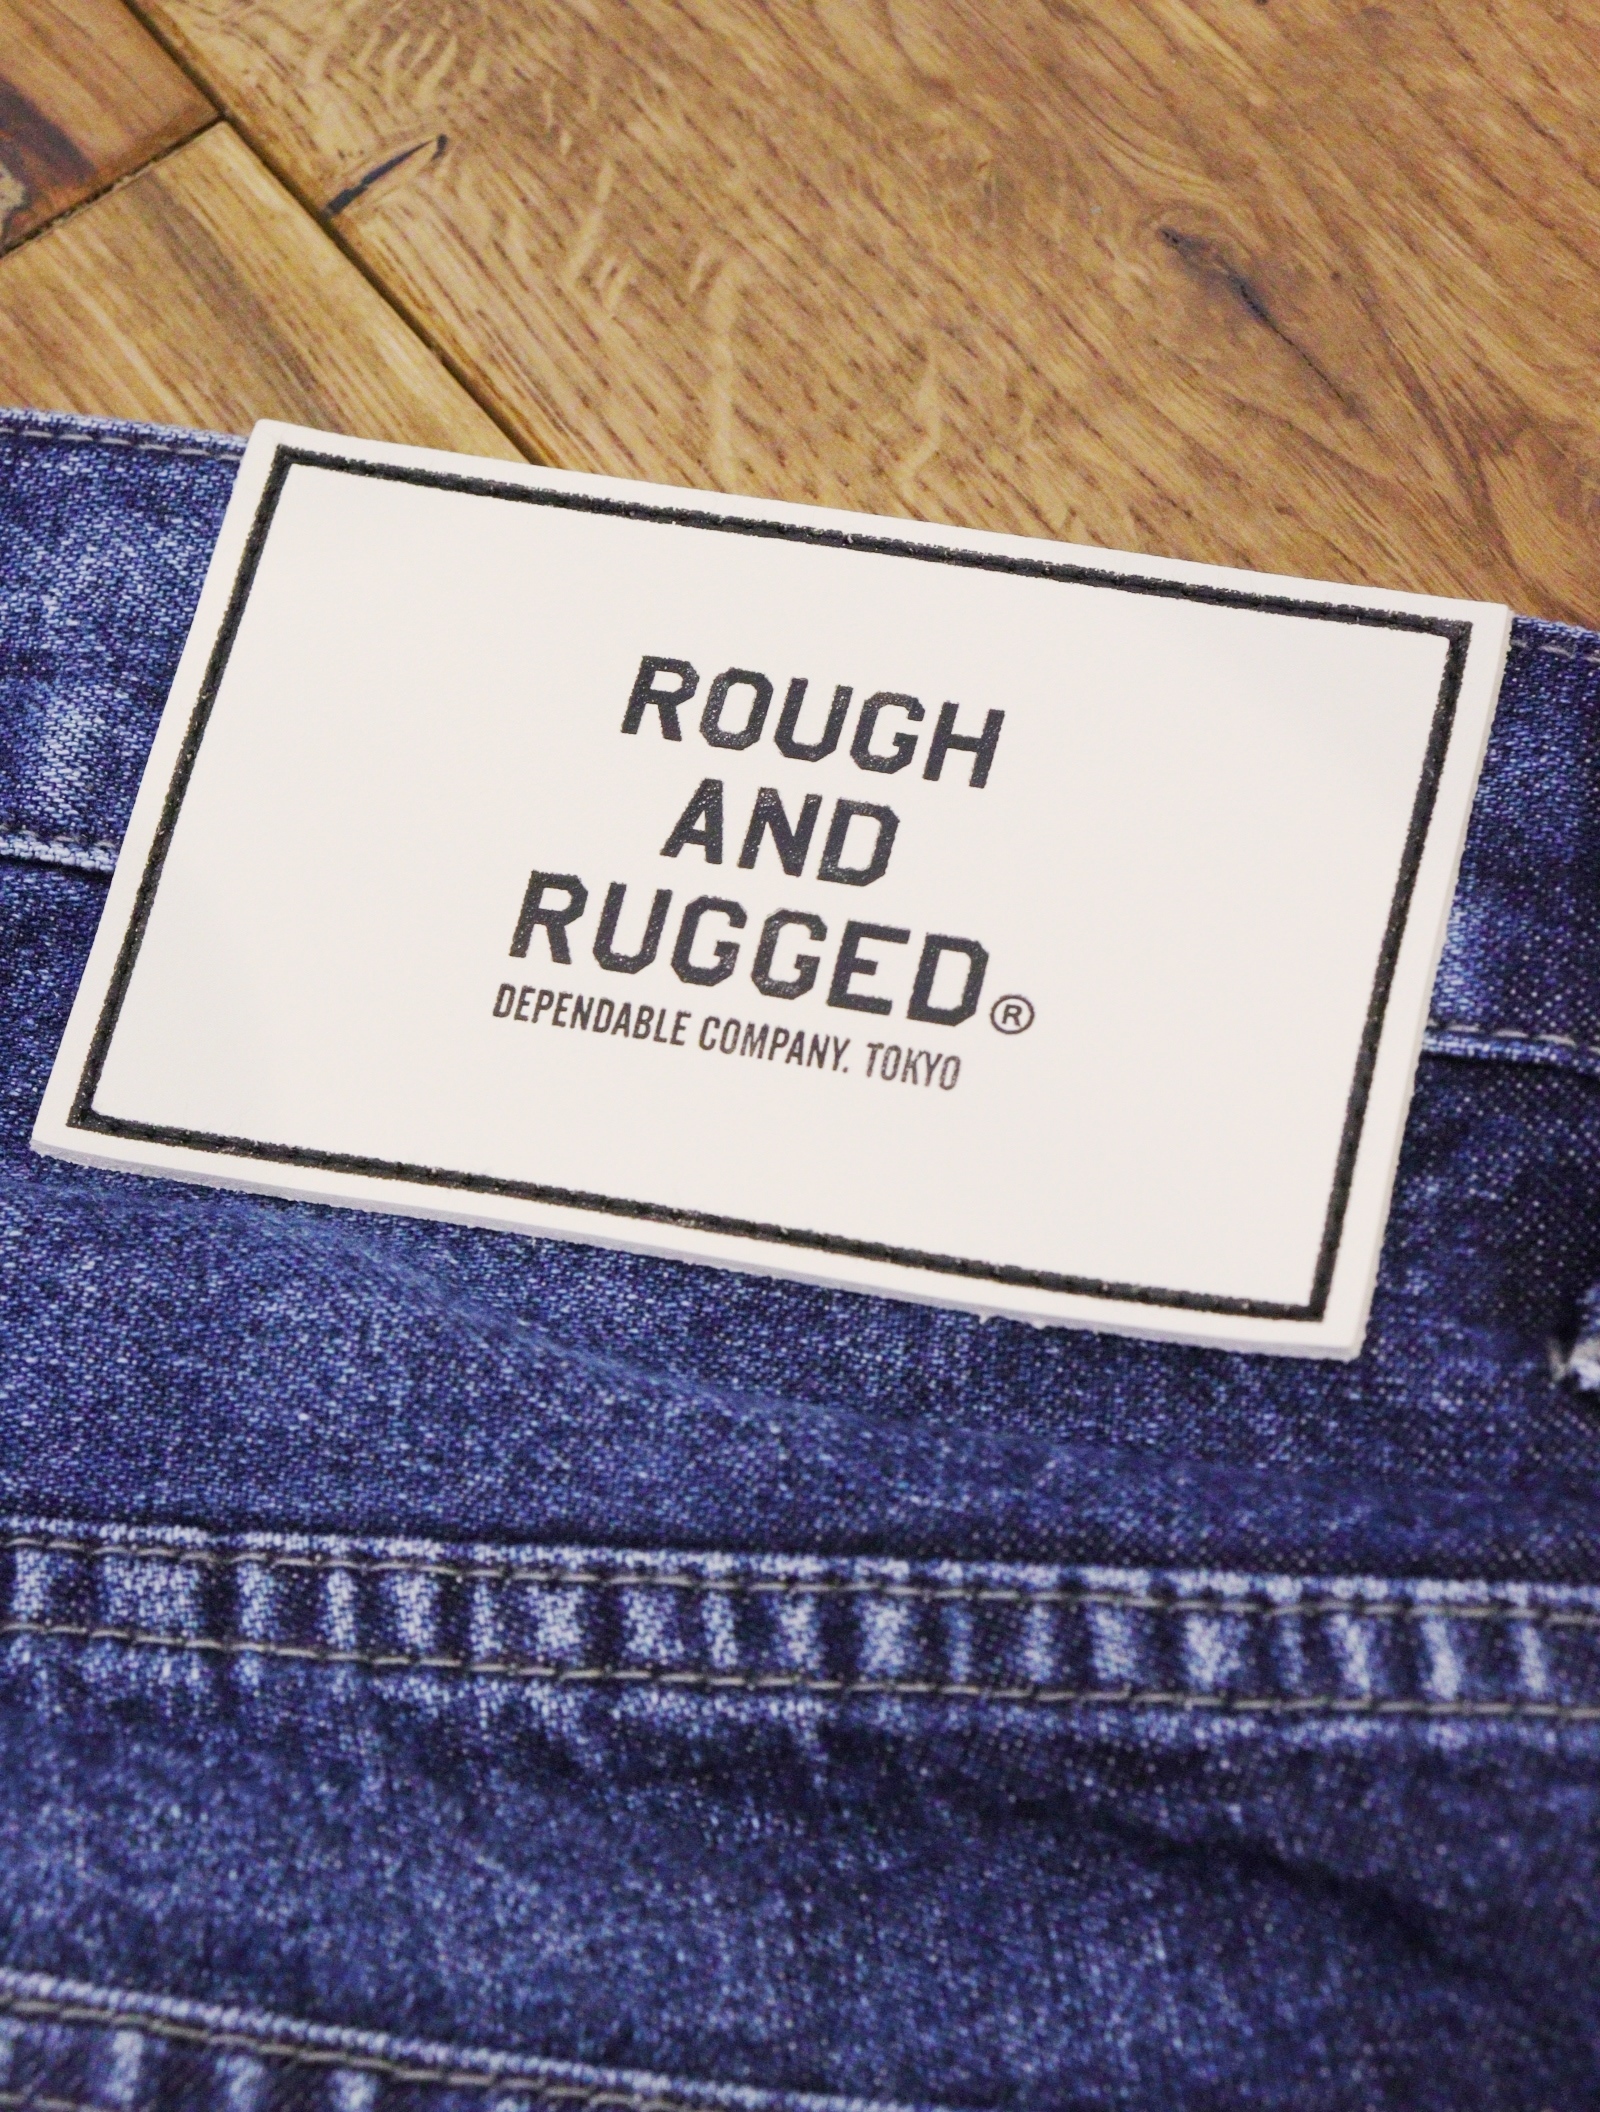 ROUGH
AND
RUGGED®
DEPENDABLE COMPANY. TOKYO